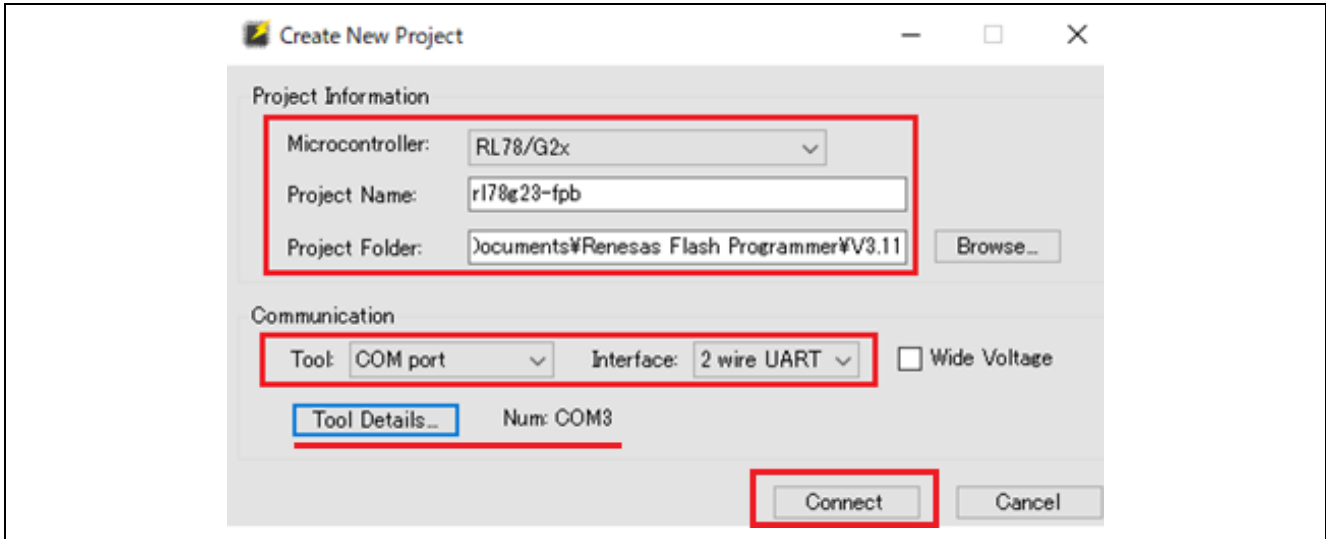 Create New Project
Project Information
Microcontroller: RL78/G2x
Project Name: rl78g23-fpb
Project Folder: Documents¥Renesas Flash Programmer¥V3.11 Browse...
Communication
Tool: COM port Interface: 2 wire UART Wide Voltage
Tool Details... Num: COM3
Connect Cancel